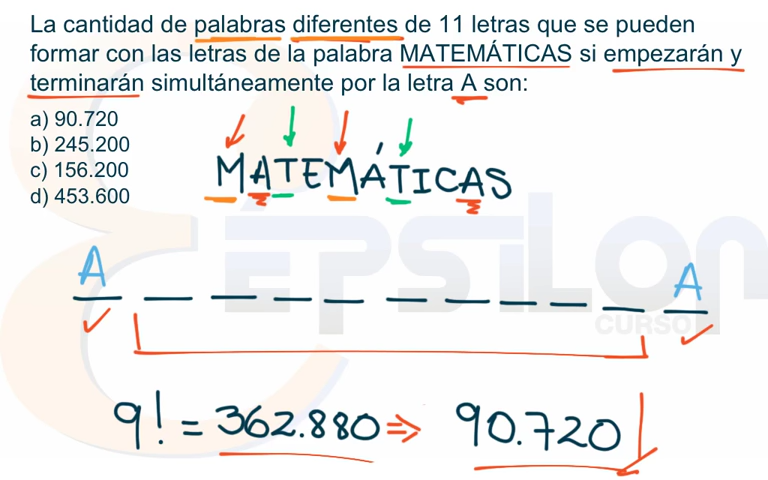 La cantidad de palabras diferentes de 11 letras que se pueden
formar con las letras de la palabra MATEMÁTICAS si empezarán y
terminarán simultáneamente por la letra A son:
a) 90.720
b) 245.200
c) 156.200
d) 453.600
MATEMÁTICAS
ÉPSILON
CURSO
A A
9! = 362.880 ⇒ 90.720